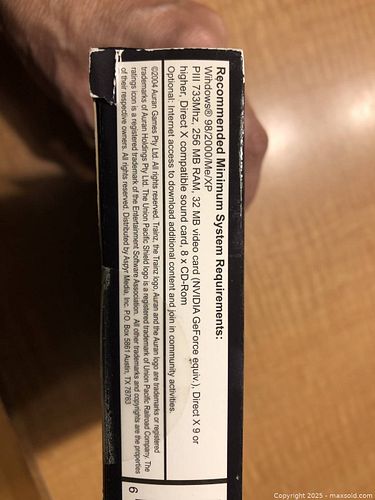 Recommended Minimum System Requirements:
Windows® 98/2000/Me/XP
PIII 733Mhz, 256 MB RAM, 32 MB video card (NVIDIA GeForce equiv.), Direct X 9 or
higher, Direct X compatible sound card, 8 x CD-Rom
Optional: Internet access to download additional content and join in community activities.
©2004 Auran Games Pty Ltd. All rights reserved. Trainz, the Trainz logo, Auran and the Auran logo are trademarks or registered
trademarks of Auran Holdings Pty Ltd. The Union Pacific Shield logo is a registered trademark of Union Pacific Railroad Company. The
ratings icon is a registered trademark of the Entertainment Software Association. All other trademarks and copyrights are the properties
of their respective owners. All rights reserved. Distributed by Aspyr Media, Inc. P.O. Box 5861 Austin, TX 78763
6
Copyright 2025 - maxsold.com